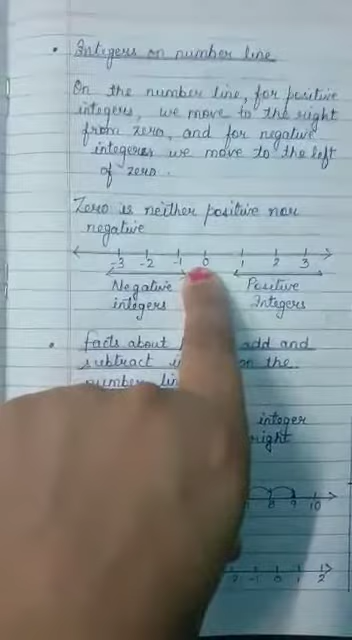 Integers on number line
On the number line, for positive
integers, we move to the right
from zero, and for negative
integers we move to the left
of zero.
Zero is neither positive nor
negative
-3 -2 -1 0 1 2 3
Negative Positive
integers Integers
facts about add and
subtract on the
number
integer
right
8 9 10
-1 0 1 2